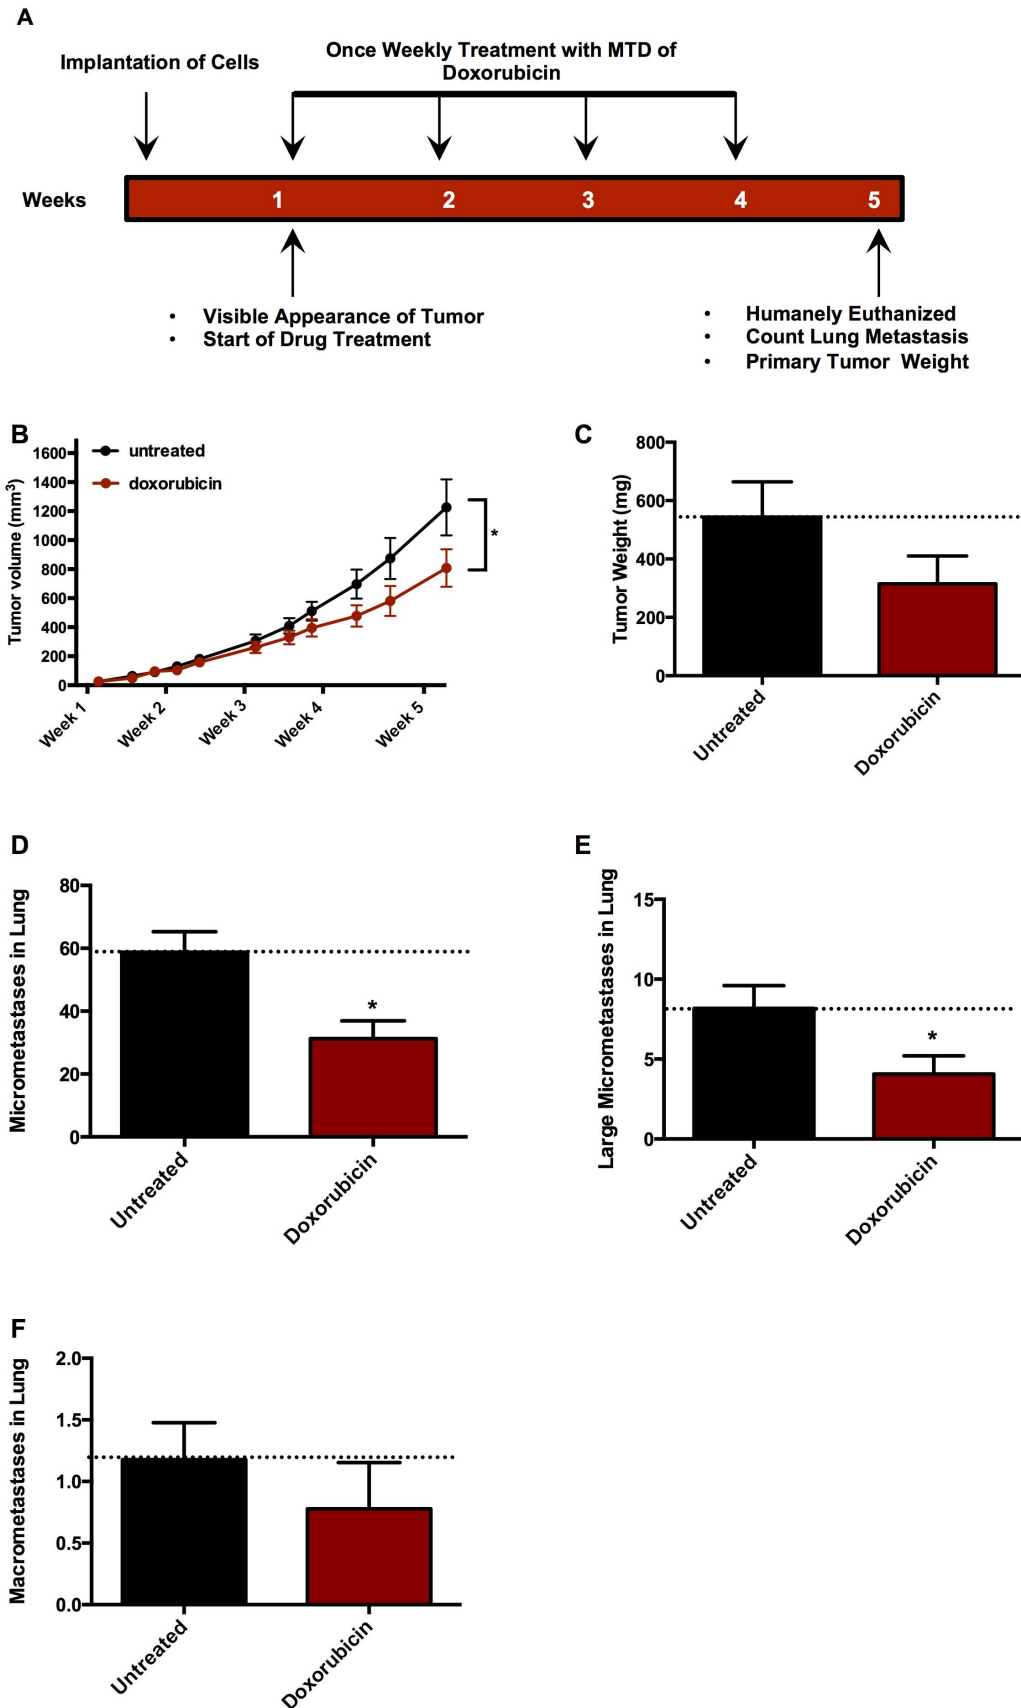 A
Implantation of Cells
Once Weekly Treatment with MTD of
Doxorubicin
Weeks
1 2 3 4 5
• Visible Appearance of Tumor
• Start of Drug Treatment
• Humanely Euthanized
• Count Lung Metastasis
• Primary Tumor Weight
B
Tumor volume (mm³)
1600
1400
1200
1000
800
600
400
200
0
untreated
doxorubicin
*
Week 1
Week 2
Week 3
Week 4
Week 5
C
Tumor Weight (mg)
800
600
400
200
0
Untreated
Doxorubicin
D
Micrometastases in Lung
80
60
40
20
0
*
Untreated
Doxorubicin
E
Large Micrometastases in Lung
15
10
5
0
*
Untreated
Doxorubicin
F
Macrometastases in Lung
2.0
1.5
1.0
0.5
0.0
Untreated
Doxorubicin